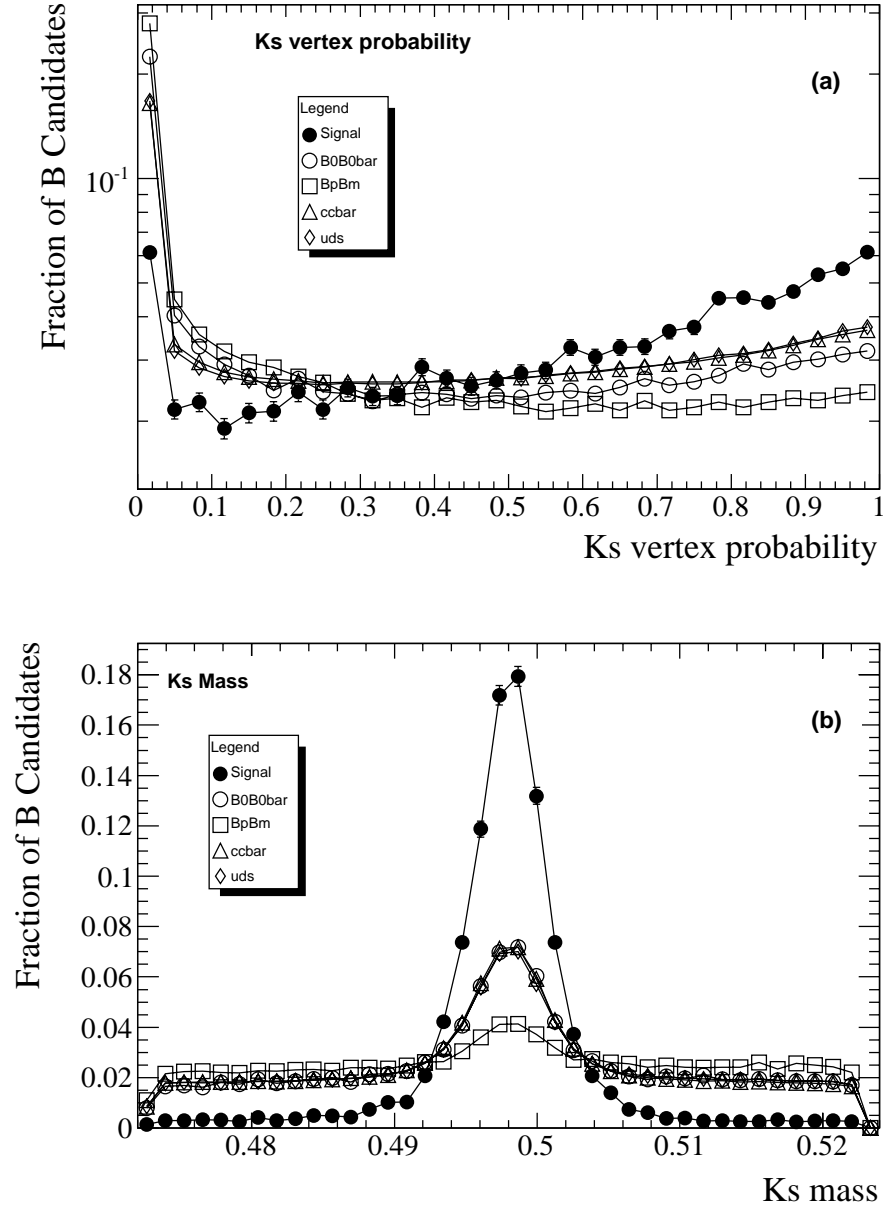 Ks vertex probability
(a)
Legend
Signal
B0B0bar
BpBm
ccbar
uds
Fraction of B Candidates
10-1
0 0.1 0.2 0.3 0.4 0.5 0.6 0.7 0.8 0.9 1
Ks vertex probability
Ks Mass
(b)
Legend
Signal
B0B0bar
BpBm
ccbar
uds
Fraction of B Candidates
0.18
0.16
0.14
0.12
0.1
0.08
0.06
0.04
0.02
0
0.48 0.49 0.5 0.51 0.52
Ks mass